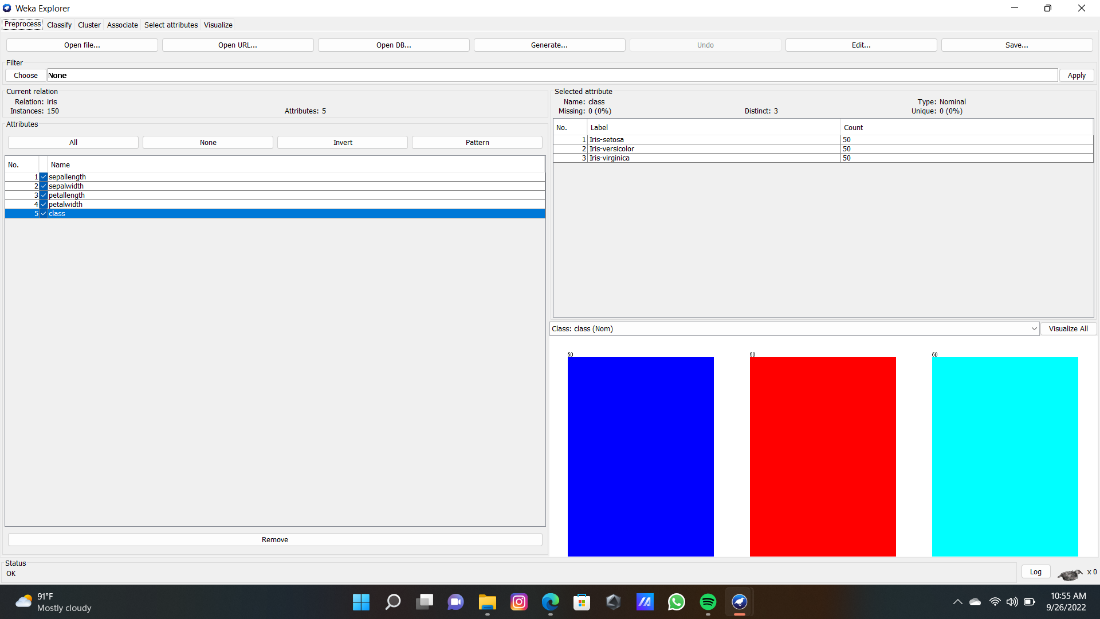 Weka Explorer
Preprocess Classify Cluster Associate Select attributes Visualize
Open file... Open URL... Open DB... Generate... Undo Edit... Save...
Filter
Choose None Apply
Current relation
Relation: iris
Instances: 150 Attributes: 5
Attributes
All None Invert Pattern
No. Name
1 sepallength
2 sepalwidth
3 petallength
4 petalwidth
5 class
Remove
Selected attribute
Name: class Type: Nominal
Missing: 0 (0%) Distinct: 3 Unique: 0 (0%)
No. Label Count
1 Iris-setosa 50
2 Iris-versicolor 50
3 Iris-virginica 50
Class: class (Nom) Visualize All
Status
OK
Log x 0
91°F
Mostly cloudy
10:55 AM
9/26/2022